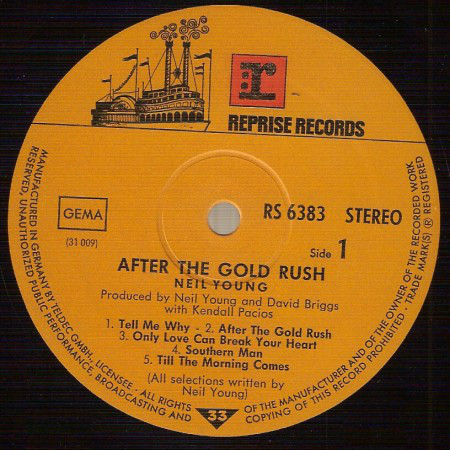 REPRISE RECORDS
GEMA
(31 009)
RS 6383 STEREO
Side 1
AFTER THE GOLD RUSH
NEIL YOUNG
Produced by Neil Young and David Briggs
with Kendall Pacios
1. Tell Me Why - 2. After The Gold Rush
3. Only Love Can Break Your Heart
4. Southern Man
5. Till The Morning Comes
(All selections written by
Neil Young)
33
MANUFACTURED IN GERMANY BY TELDEC GMBH., LICENSEE - ALL RIGHTS
RESERVED, UNAUTHORIZED PUBLIC PERFORMANCE, BROADCASTING AND
COPYING OF THIS RECORD PROHIBITED
OF THE MANUFACTURER AND OF THE OWNER OF THE RECORDED WORK
TRADE MARK(S) ® REGISTERED